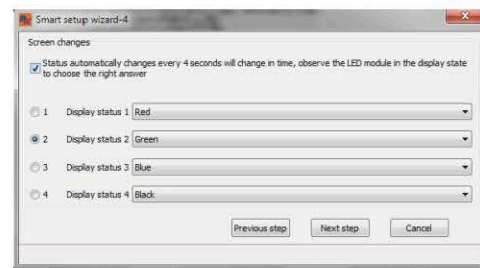 Smart setup wizard-4
Screen changes
Status automatically changes every 4 seconds will change in time, observe the LED module in the display state
to choose the right answer
1 Display status 1 Red
2 Display status 2 Green
3 Display status 3 Blue
4 Display status 4 Black
Previous step Next step Cancel